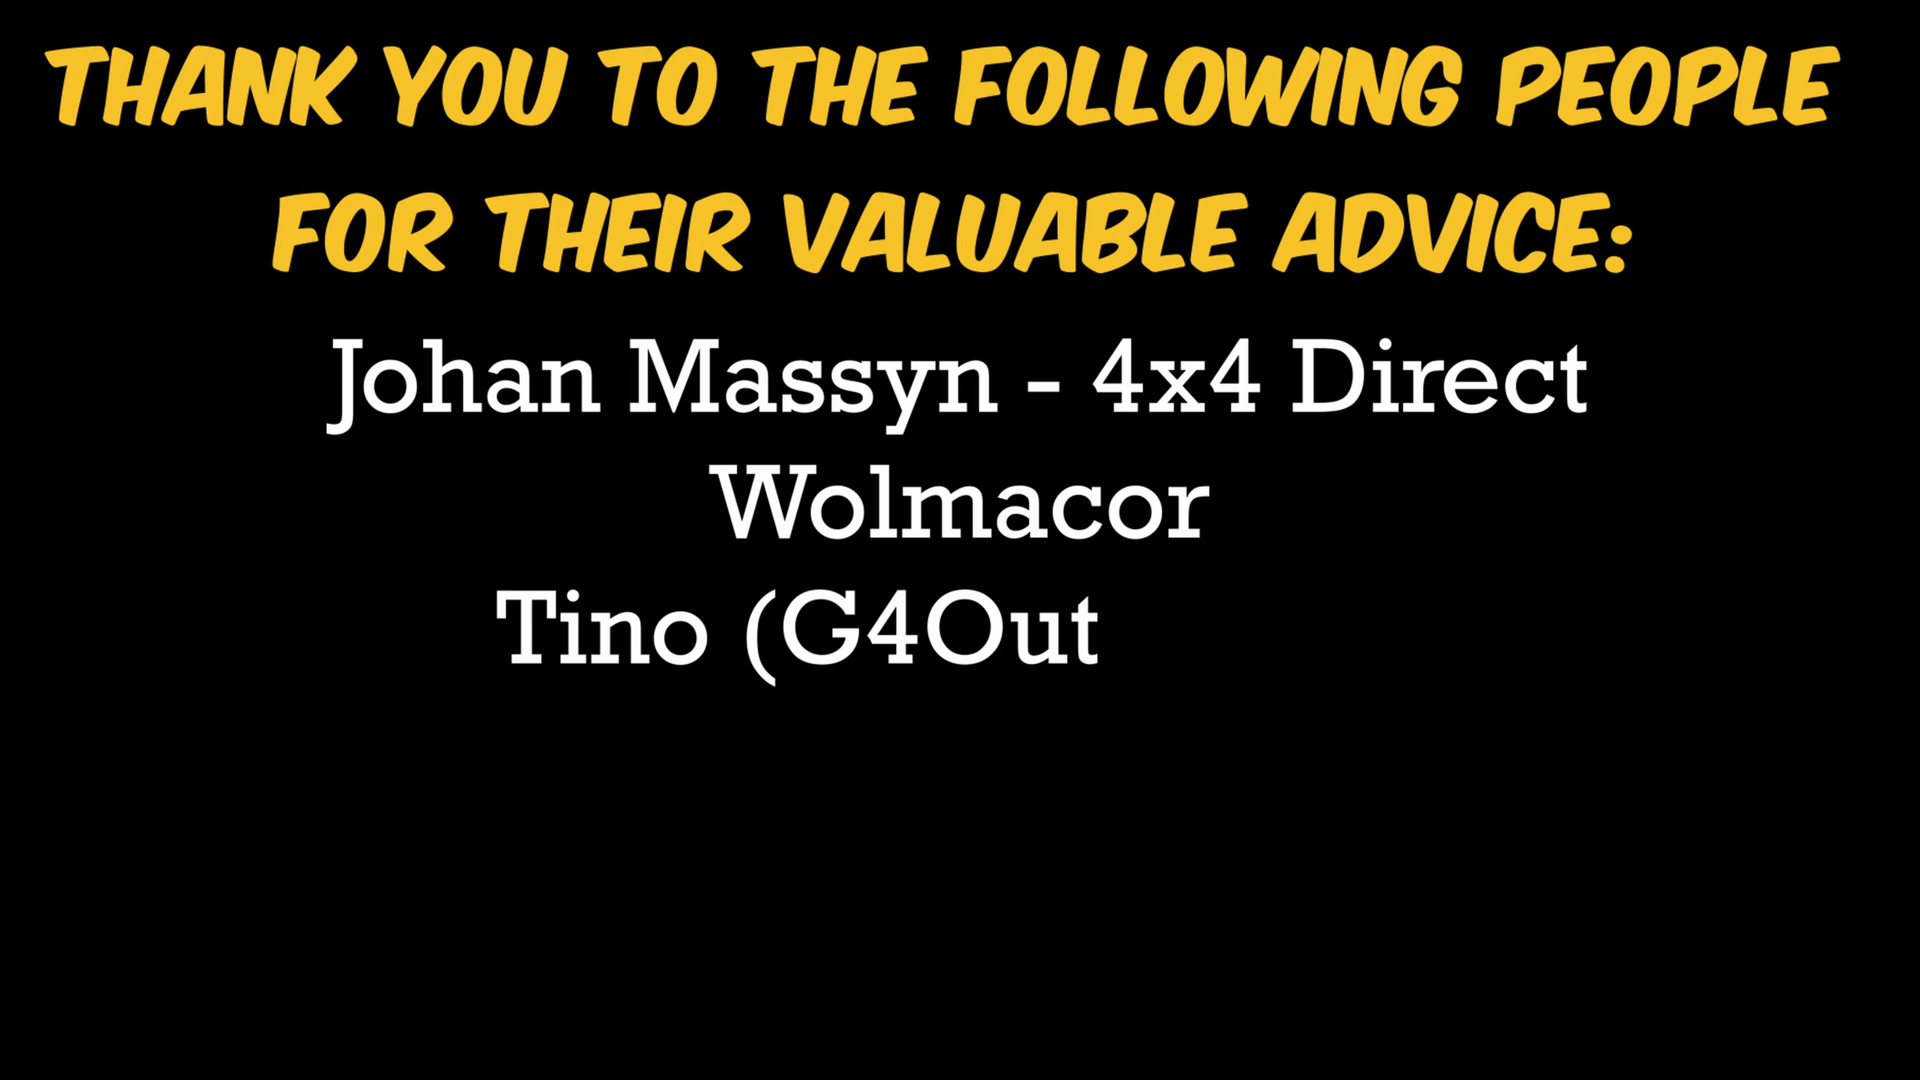 THANK YOU TO THE FOLLOWING PEOPLE
FOR THEIR VALUABLE ADVICE:
Johan Massyn - 4x4 Direct
Wolmacor
Tino (G4Out